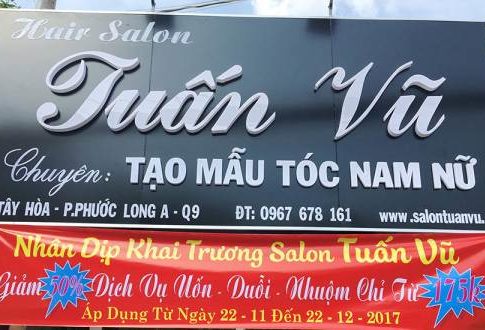 Hair Salon
Tuấn Vũ
Chuyên: TẠO MẪU TÓC NAM NỮ
TÂY HÒA - P.PHƯỚC LONG A - Q9 ĐT: 0967 678 161 www.salontuanvu.
Nhân Dịp Khai Trương Salon Tuấn Vũ
Giảm 50% Dịch Vụ Uốn - Duỗi - Nhuộm Chỉ Từ 175k
Áp Dụng Từ Ngày 22 - 11 Đến 22 - 12 - 2017